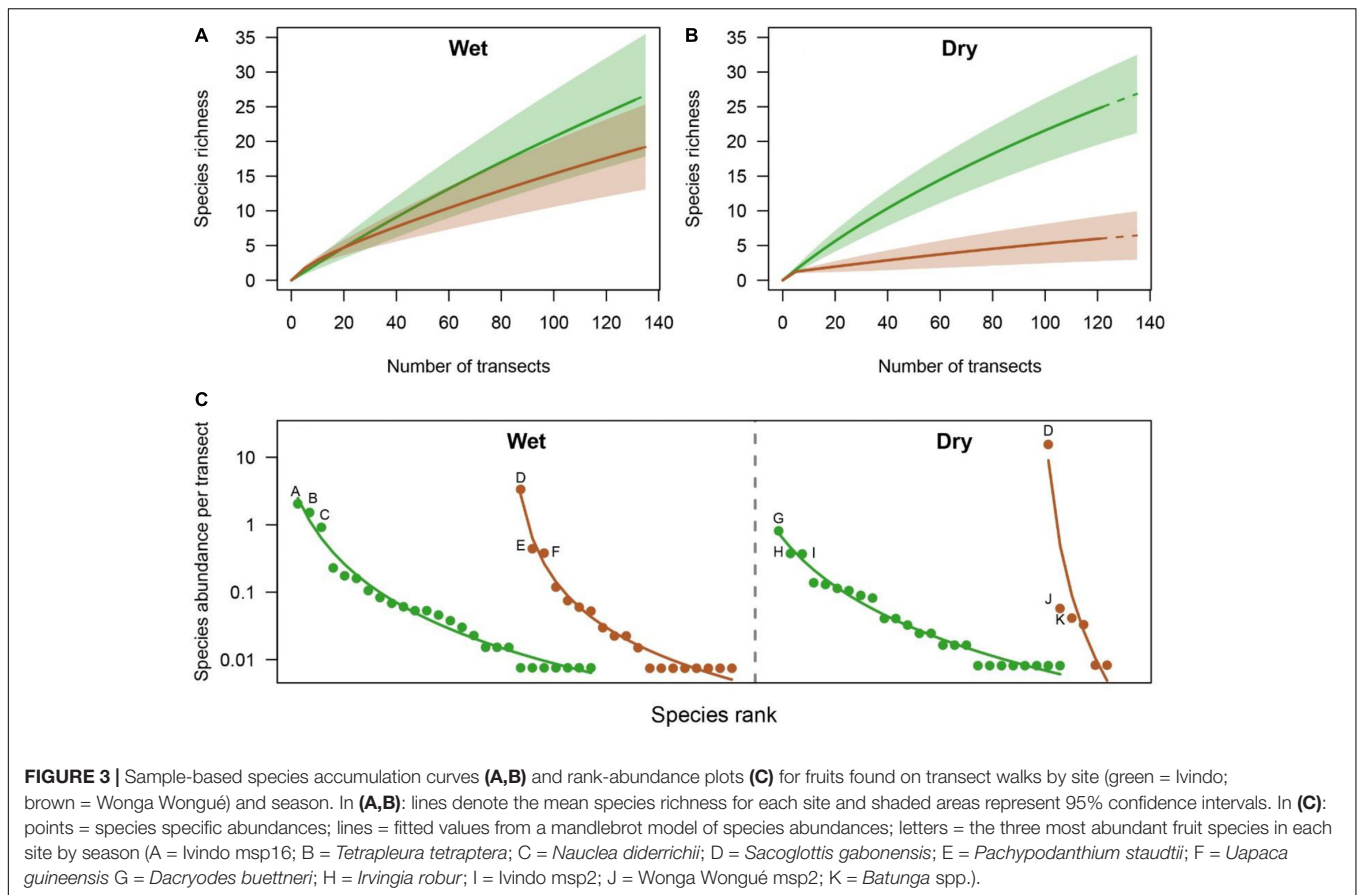 A
Wet
Species richness
35
30
25
20
15
10
5
0
0 20 40 60 80 100 120 140
Number of transects
B
Dry
Species richness
35
30
25
20
15
10
5
0
0 20 40 60 80 100 120 140
Number of transects
C
Wet
Dry
Species abundance per transect
10
1
0.1
0.01
A
B
C
D
E
F
G
H
I
D
J
K
Species rank
FIGURE 3 | Sample-based species accumulation curves (A,B) and rank-abundance plots (C) for fruits found on transect walks by site (green = Ivindo;
brown = Wonga Wongué) and season. In (A,B): lines denote the mean species richness for each site and shaded areas represent 95% confidence intervals. In (C):
points = species specific abundances; lines = fitted values from a mandlebrot model of species abundances; letters = the three most abundant fruit species in each
site by season (A = Ivindo msp16; B = Tetrapleura tetraptera; C = Nauclea diderrichii; D = Sacoglottis gabonensis; E = Pachypodanthium staudtii; F = Uapaca
guineensis G = Dacryodes buettneri; H = Irvingia robur; I = Ivindo msp2; J = Wonga Wongué msp2; K = Batunga spp.).